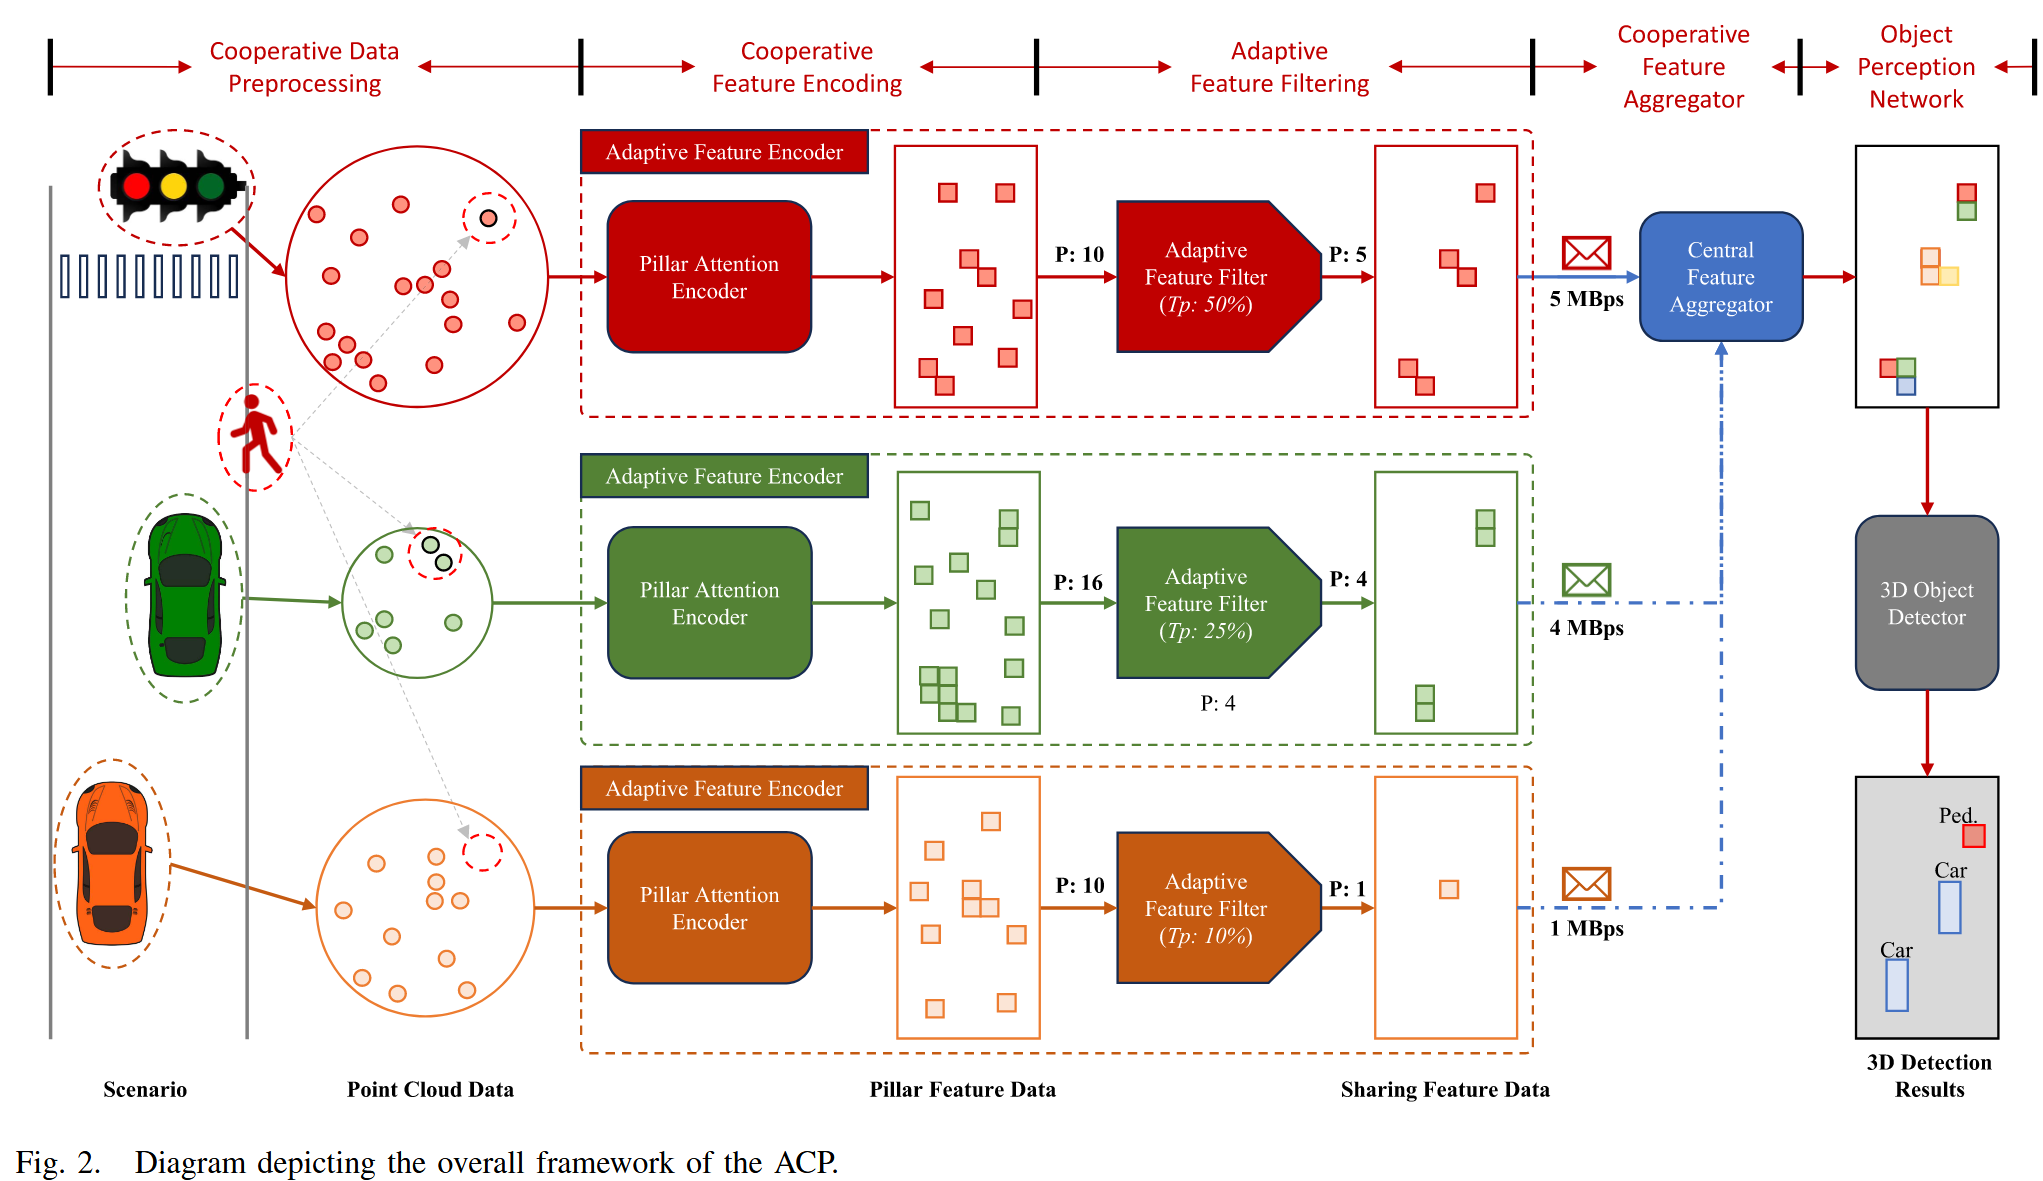 Cooperative Data
Preprocessing
Cooperative
Feature Encoding
Adaptive
Feature Filtering
Cooperative
Feature
Aggregator
Object
Perception
Network
Adaptive Feature Encoder
Pillar Attention
Encoder
P: 10
Adaptive
Feature Filter
(Tp: 50%)
P: 5
5 MBps
Central
Feature
Aggregator
Adaptive Feature Encoder
Pillar Attention
Encoder
P: 16
Adaptive
Feature Filter
(Tp: 25%)
P: 4
P: 4
4 MBps
3D Object
Detector
Adaptive Feature Encoder
Pillar Attention
Encoder
P: 10
Adaptive
Feature Filter
(Tp: 10%)
P: 1
1 MBps
Ped.
Car
Car
Scenario
Point Cloud Data
Pillar Feature Data
Sharing Feature Data
3D Detection
Results
Fig. 2. Diagram depicting the overall framework of the ACP.